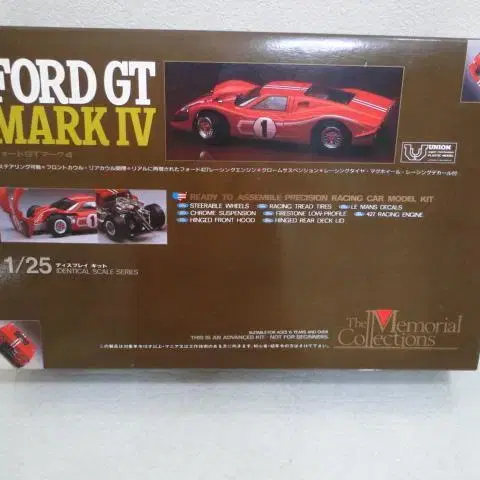 FORD GT
MARK IV
ォードGTマーク4
1
UNION
PLASTIC MODEL
READY TO ASSEMBLE PRECISION RACING CAR MODEL KIT
STEERABLE WHEELS
RACING TREAD TIRES
LE MANS DECALS
CHROME SUSPENSION
FIRESTONE LOW-PROFILE
427 RACING ENGINE
HINGED FRONT HOOD
HINGED REAR DECK LID
1
1/25
ディスプレイ キット
IDENTICAL SCALE SERIES
The Memorial
Collections
SUITABLE FOR AGES 15 YEARS AND OVER
THIS IS AN ADVANCED KIT - NOT FOR BEGINNERS.